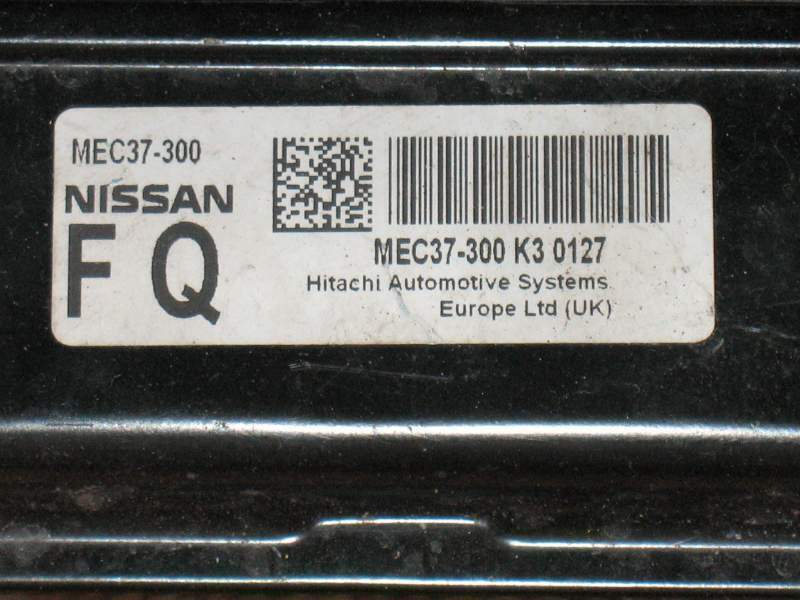 MEC37-300
NISSAN
F Q
MEC37-300 K3 0127
Hitachi Automotive Systems
Europe Ltd (UK)